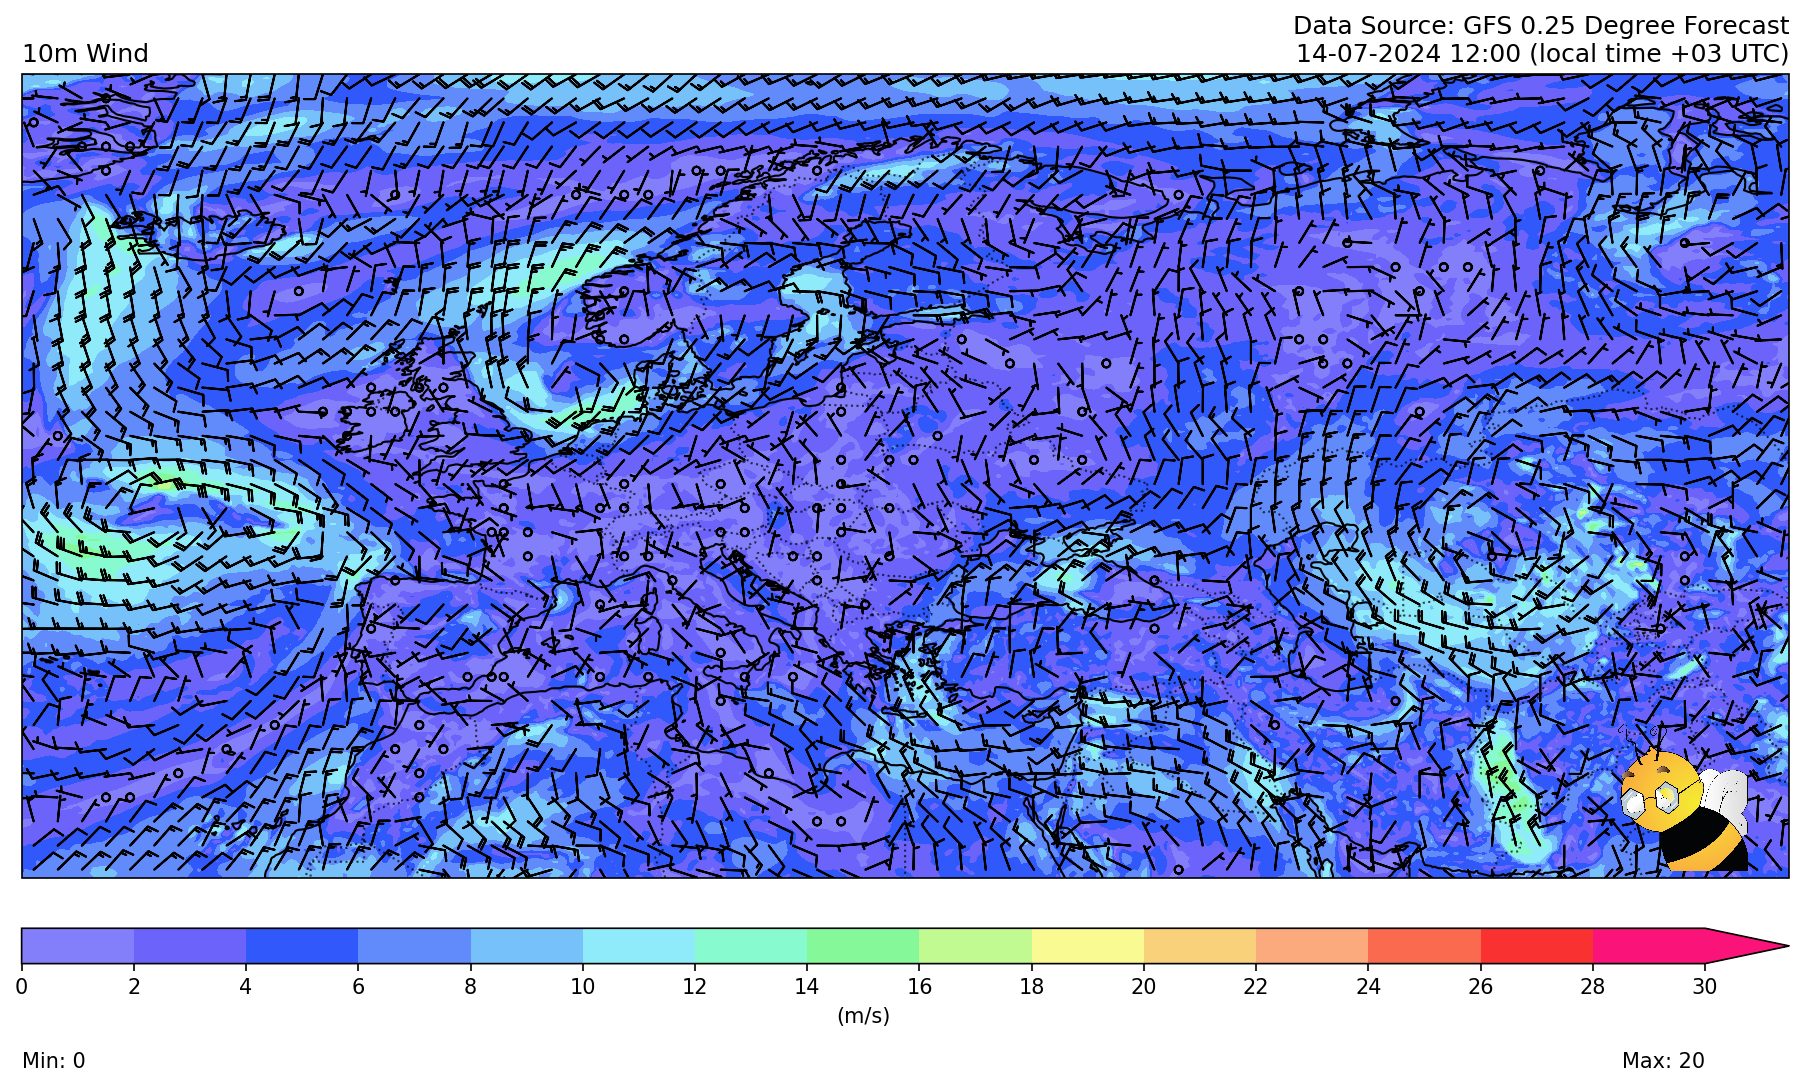 Data Source: GFS 0.25 Degree Forecast
10m Wind
14-07-2024 12:00 (local time +03 UTC)
0 2 4 6 8 10 12 14 16 18 20 22 24 26 28 30
(m/s)
Min: 0
Max: 20